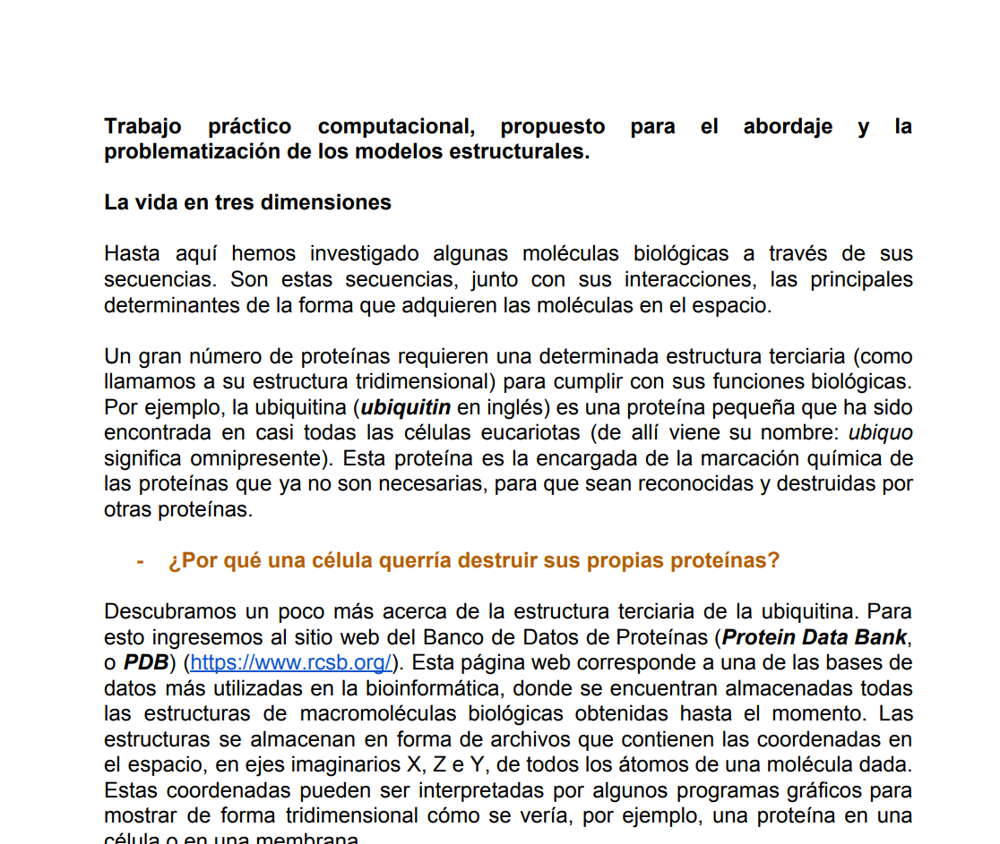 Trabajo práctico computacional, propuesto para el abordaje y la
problematización de los modelos estructurales.
La vida en tres dimensiones
Hasta aquí hemos investigado algunas moléculas biológicas a través de sus
secuencias. Son estas secuencias, junto con sus interacciones, las principales
determinantes de la forma que adquieren las moléculas en el espacio.
Un gran número de proteínas requieren una determinada estructura terciaria (como
llamamos a su estructura tridimensional) para cumplir con sus funciones biológicas.
Por ejemplo, la ubiquitina (ubiquitin en inglés) es una proteína pequeña que ha sido
encontrada en casi todas las células eucariotas (de allí viene su nombre: ubiquo
significa omnipresente). Esta proteína es la encargada de la marcación química de
las proteínas que ya no son necesarias, para que sean reconocidas y destruidas por
otras proteínas.
- ¿Por qué una célula querría destruir sus propias proteínas?
Descubramos un poco más acerca de la estructura terciaria de la ubiquitina. Para
esto ingresemos al sitio web del Banco de Datos de Proteínas (Protein Data Bank,
o PDB) (https://www.rcsb.org/). Esta página web corresponde a una de las bases de
datos más utilizadas en la bioinformática, donde se encuentran almacenadas todas
las estructuras de macromoléculas biológicas obtenidas hasta el momento. Las
estructuras se almacenan en forma de archivos que contienen las coordenadas en
el espacio, en ejes imaginarios X, Z e Y, de todos los átomos de una molécula dada.
Estas coordenadas pueden ser interpretadas por algunos programas gráficos para
mostrar de forma tridimensional cómo se vería, por ejemplo, una proteína en una
célula o en una membrana.